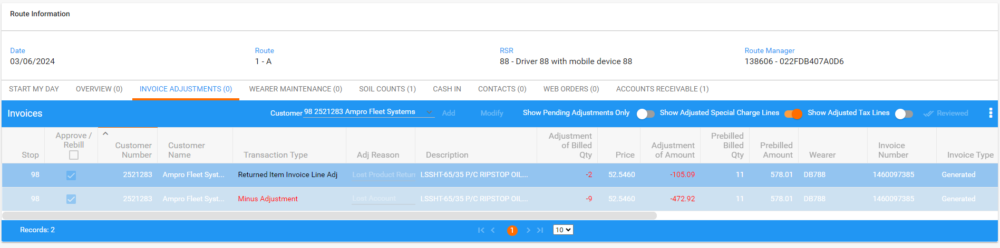 Route Information
Date
03/06/2024
Route
1 - A
RSR
88 - Driver 88 with mobile device 88
Route Manager
138606 - 022FDB407A0D6
START MY DAY OVERVIEW (0) INVOICE ADJUSTMENTS (0) WEARER MAINTENANCE (0) SOIL COUNTS (1) CASH IN CONTACTS (0) WEB ORDERS (0) ACCOUNTS RECEIVABLE (1)
Invoices Customer 98 2521283 Ampro Fleet Systems Add Modify Show Pending Adjustments Only Show Adjusted Special Charge Lines Show Adjusted Tax Lines Reviewed
Stop
Approve /
Rebill
Customer
Number
Customer
Name
Transaction Type
Adj Reason
Description
Adjustment
of Billed
Qty
Price
Adjustment
of Amount
Prebilled
Billed
Qty
Prebilled
Amount
Wearer
Invoice
Number
Invoice Type
98 2521283 Ampro Fleet Syst... Returned Item Invoice Line Adj Lost Product Return LSSHT-65/35 P/C RIPSTOP OIL... -2 52.5460 -105.09 11 578.01 DB788 1460097385 Generated
98 2521283 Ampro Fleet Syst... Minus Adjustment Lost Account LSSHT-65/35 P/C RIPSTOP OIL... -9 52.5460 -472.92 11 578.01 DB788 1460097385 Generated
Records: 2 1 10